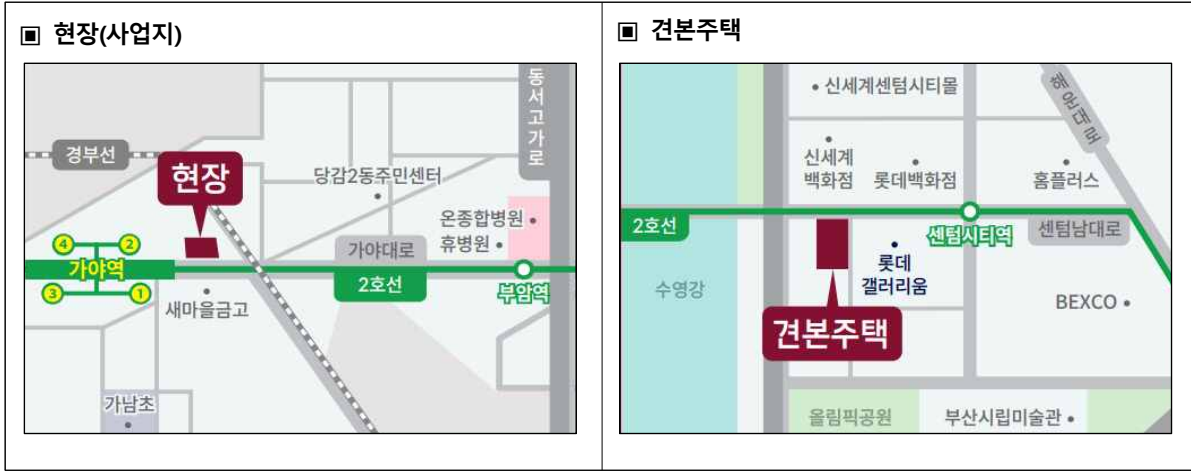 ▣ 현장(사업지)
동서고가로
경부선
현장
당감2동주민센터
온종합병원
휴병원
가야대로
4
2
가야역
3
1
2호선
부암역
새마을금고
가남초
▣ 견본주택
신세계센텀시티몰
해운대로
신세계
백화점
롯데백화점
홈플러스
2호선
센텀시티역
센텀남대로
롯데
갤러리움
수영강
BEXCO
견본주택
올림픽공원
부산시립미술관